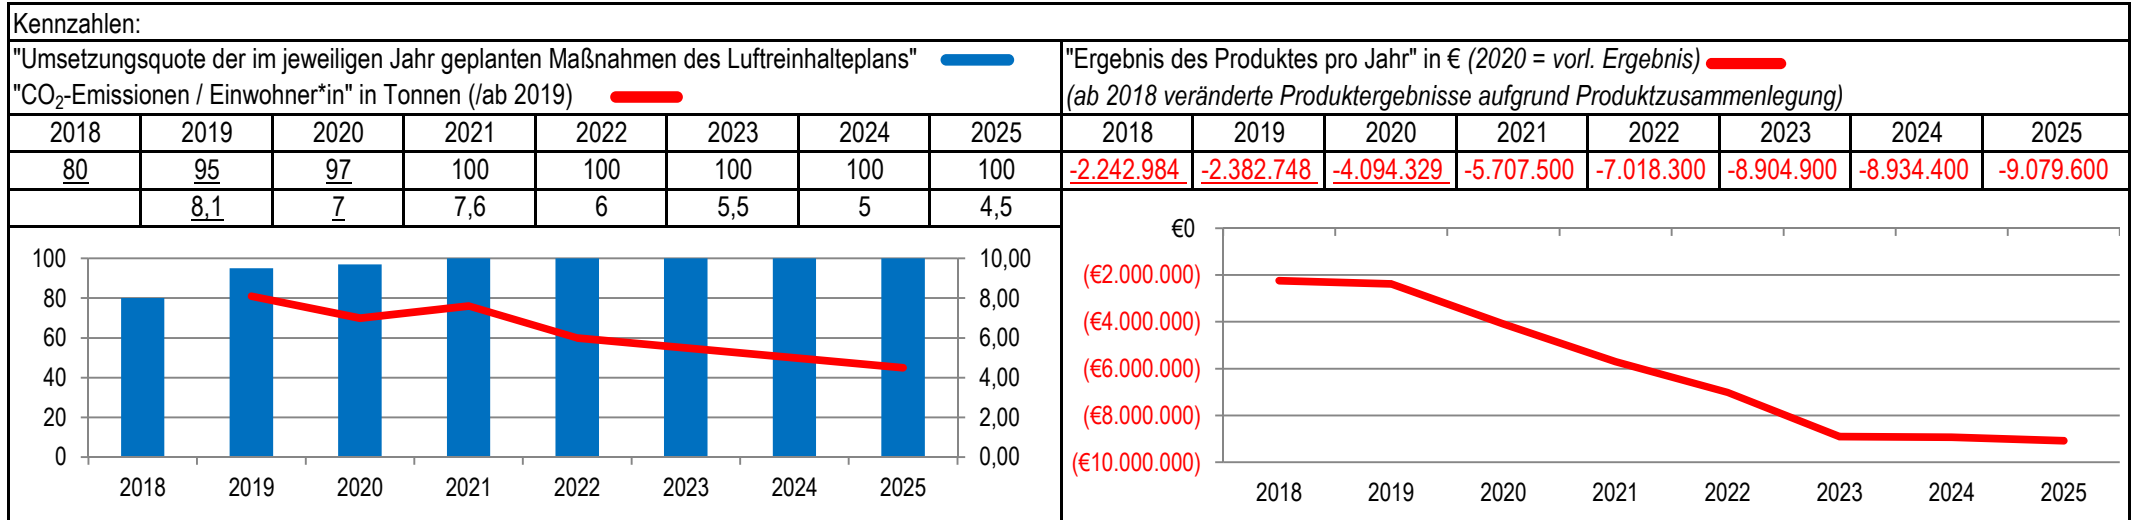 Kennzahlen:
"Umsetzungsquote der im jeweiligen Jahr geplanten Maßnahmen des Luftreinhalteplans"
"CO₂-Emissionen / Einwohner*in" in Tonnen (/ab 2019)
2018 2019 2020 2021 2022 2023 2024 2025
80 95 97 100 100 100 100 100
8,1 7 7,6 6 5,5 5 4,5
100 10,00
80 8,00
60 6,00
40 4,00
20 2,00
0 0,00
2018 2019 2020 2021 2022 2023 2024 2025
"Ergebnis des Produktes pro Jahr" in € (2020 = vorl. Ergebnis)
(ab 2018 veränderte Produktergebnisse aufgrund Produktzusammenlegung)
2018 2019 2020 2021 2022 2023 2024 2025
-2.242.984 -2.382.748 -4.094.329 -5.707.500 -7.018.300 -8.904.900 -8.934.400 -9.079.600
€0
(€2.000.000)
(€4.000.000)
(€6.000.000)
(€8.000.000)
(€10.000.000)
2018 2019 2020 2021 2022 2023 2024 2025